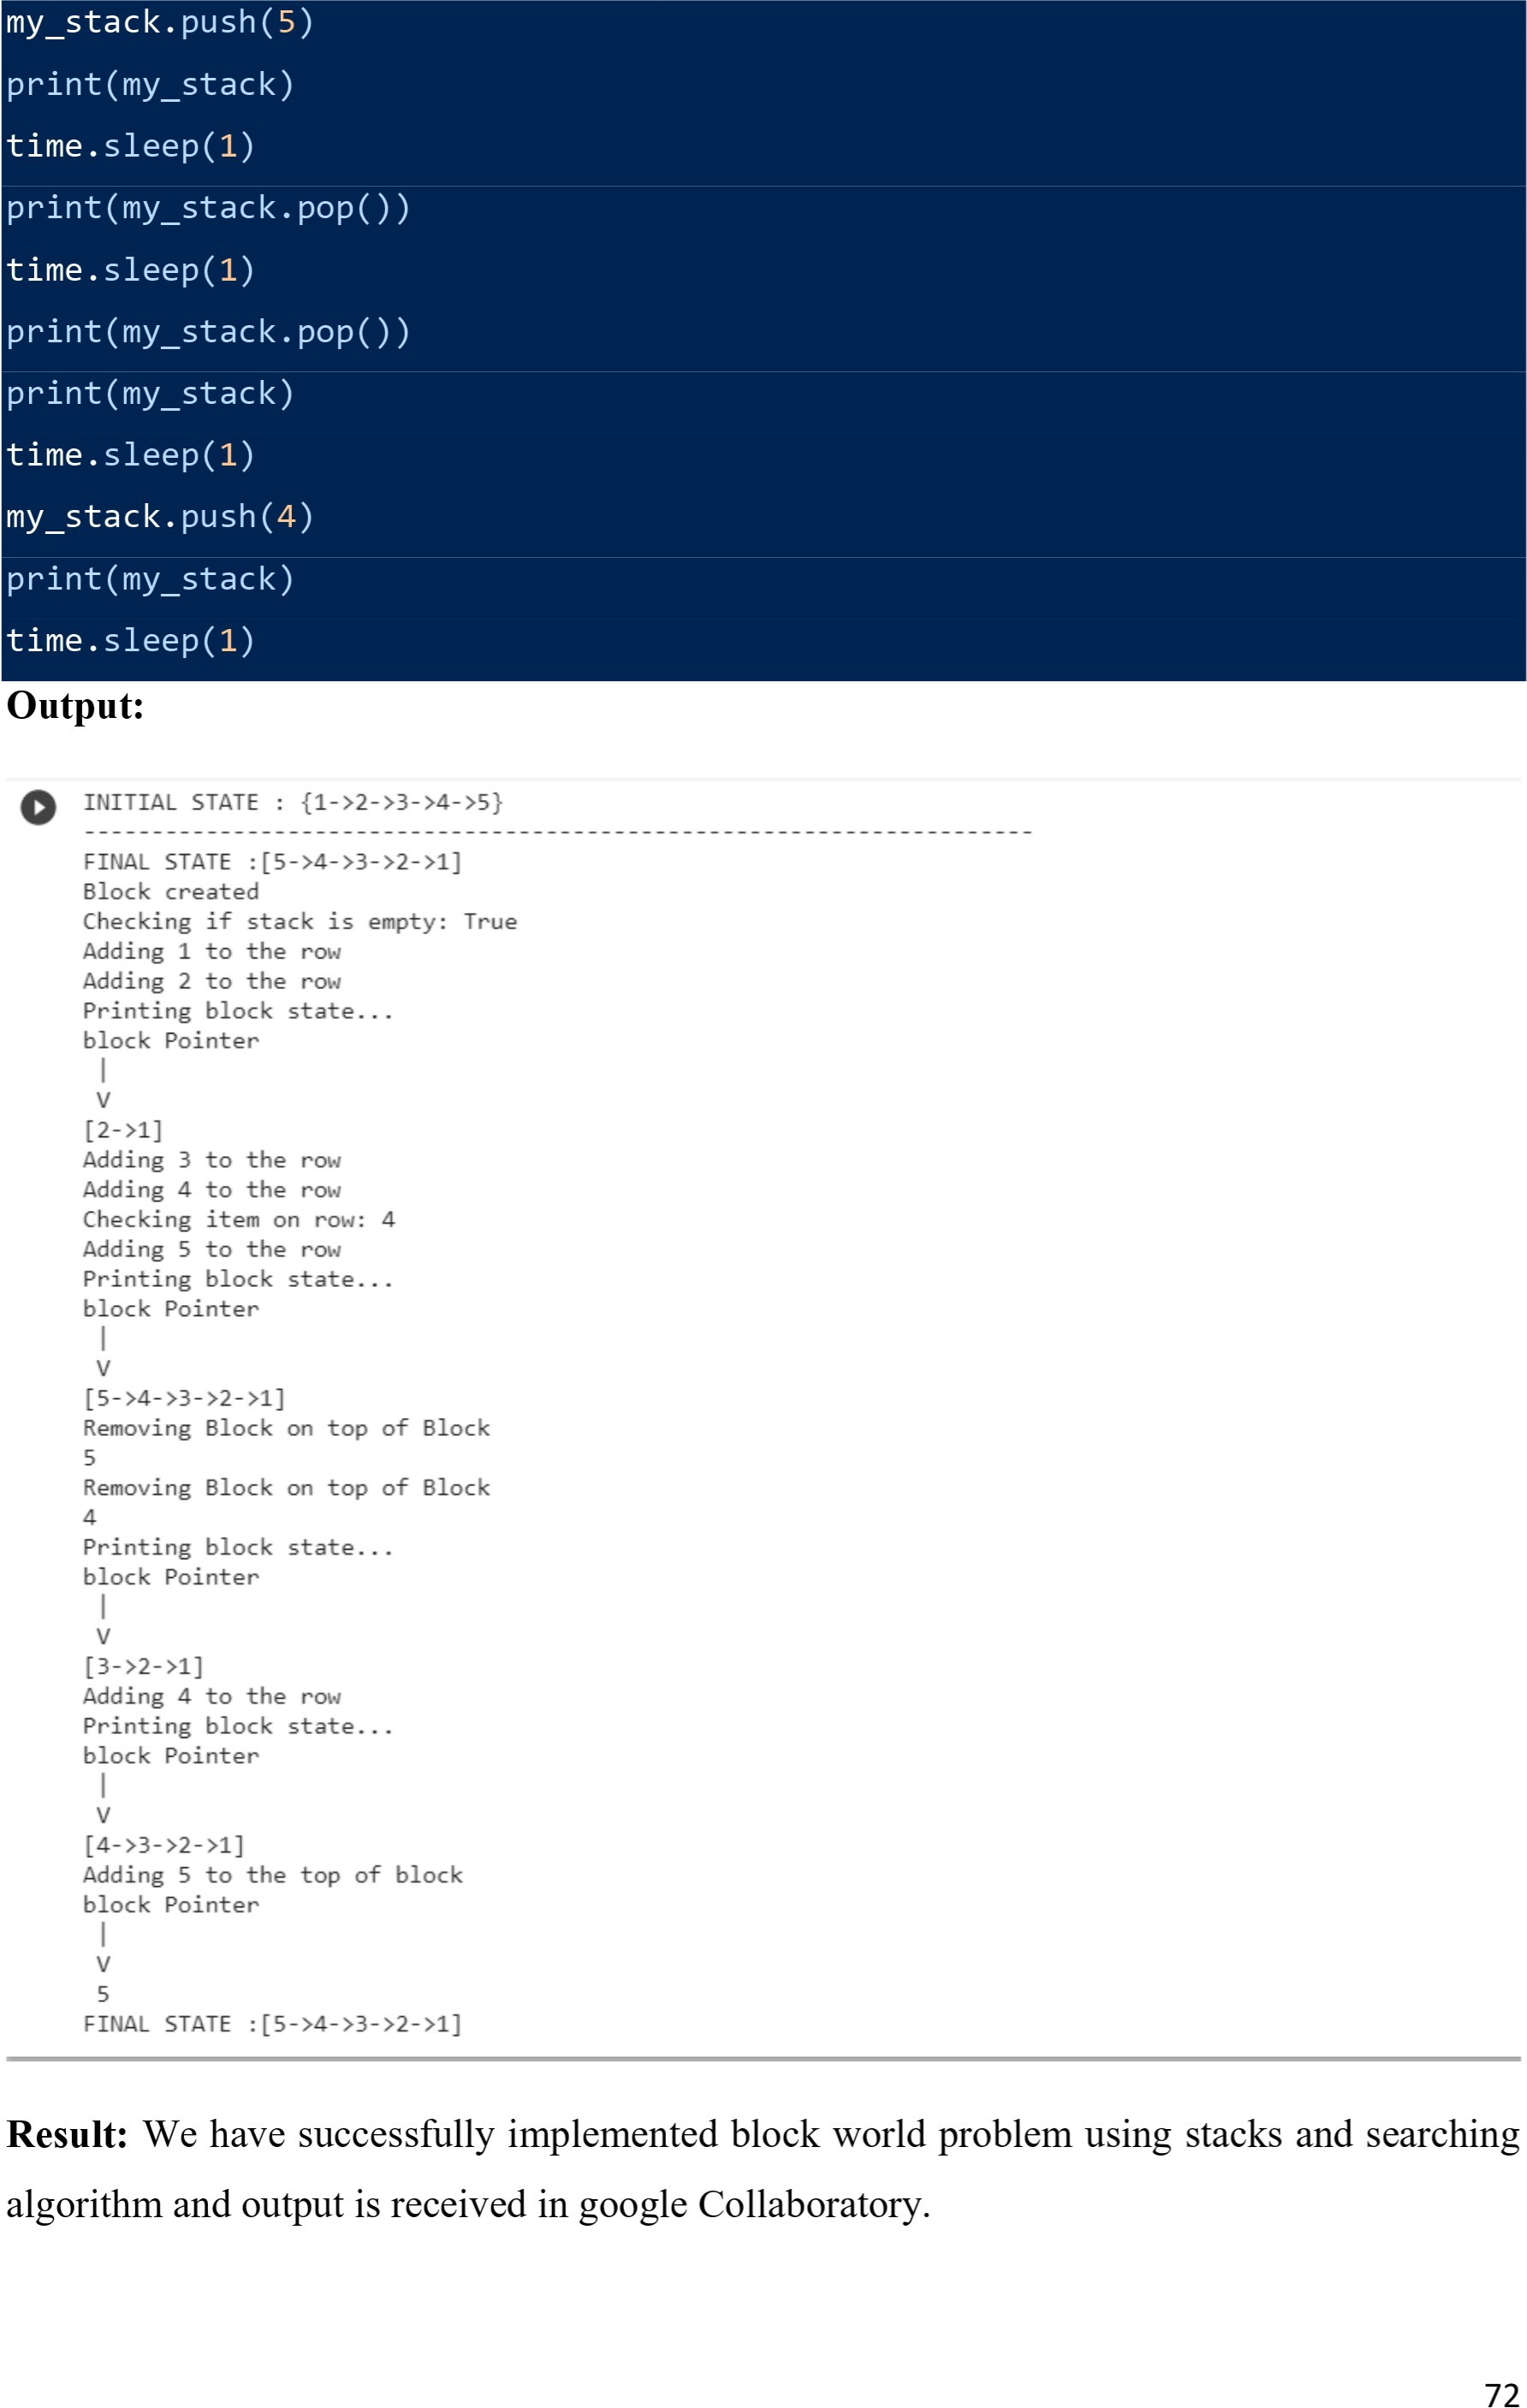 my_stack.push(5)
print(my_stack)
time.sleep(1)
print(my_stack.pop())
time.sleep(1)
print(my_stack.pop())
print(my_stack)
time.sleep(1)
my_stack.push(4)
print(my_stack)
time.sleep(1)
Output:
INITIAL STATE : {1->2->3->4->5}
----------------------------------------------------------------------
FINAL STATE :[5->4->3->2->1]
Block created
Checking if stack is empty: True
Adding 1 to the row
Adding 2 to the row
Printing block state...
block Pointer
|
V
[2->1]
Adding 3 to the row
Adding 4 to the row
Checking item on row: 4
Adding 5 to the row
Printing block state...
block Pointer
|
V
[5->4->3->2->1]
Removing Block on top of Block
5
Removing Block on top of Block
4
Printing block state...
block Pointer
|
V
[3->2->1]
Adding 4 to the row
Printing block state...
block Pointer
|
V
[4->3->2->1]
Adding 5 to the top of block
block Pointer
|
V
5
FINAL STATE :[5->4->3->2->1]
Result: We have successfully implemented block world problem using stacks and searching
algorithm and output is received in google Collaboratory.
72